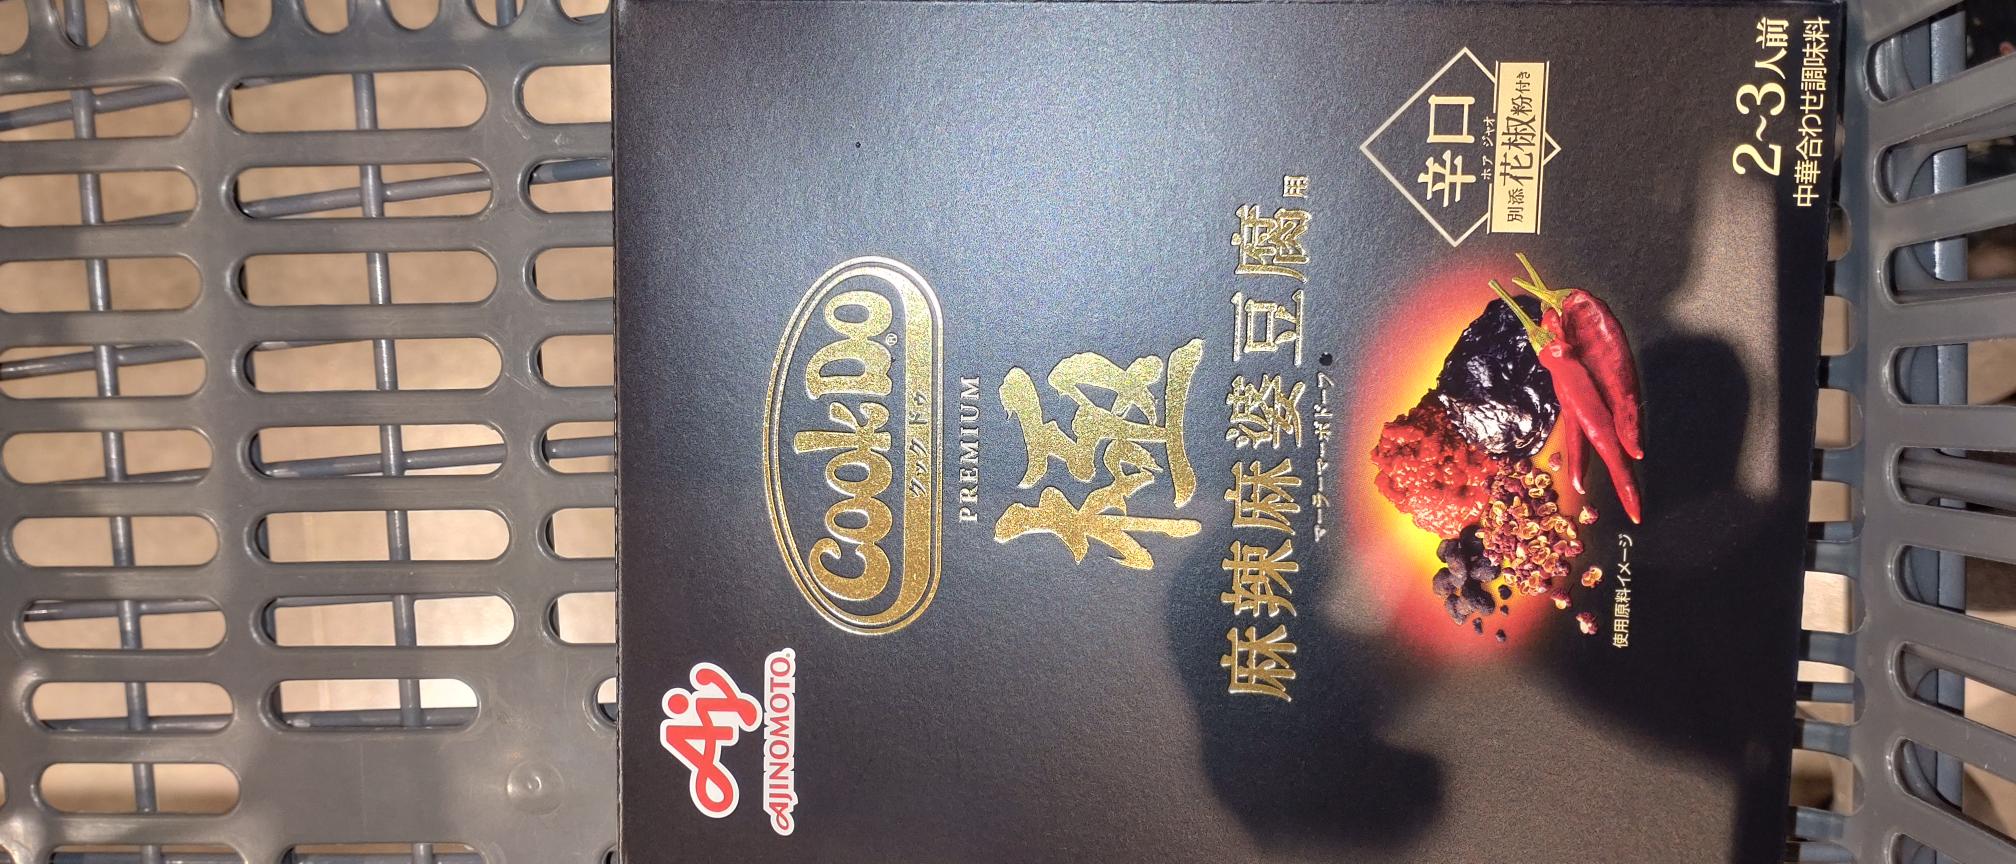 AJINOMOTO
Cook Do®
クック ドゥ
PREMIUM
極
麻辣麻婆豆腐用
マーラーマーボドーフ
辛口
ホア ジャオ
別添花椒粉付き
使用原料イメージ
2~3人前
中華合わせ調味料